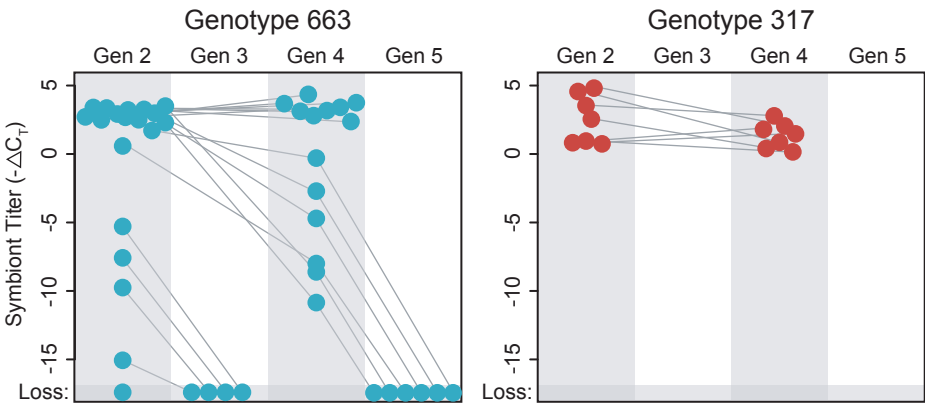 Genotype 663
Genotype 317
Gen 2 Gen 3 Gen 4 Gen 5
Gen 2 Gen 3 Gen 4 Gen 5
Symbiont Titer (-△C_T)
5
0
-5
-10
-15
Loss:
5
0
-5
-10
-15
Loss: